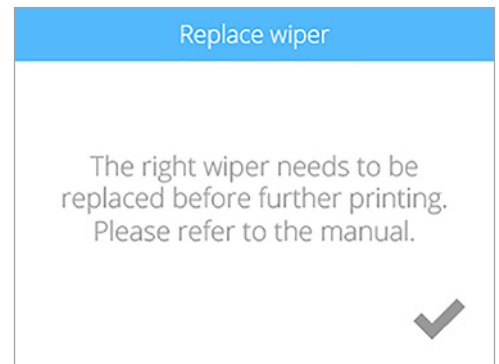 Replace wiper
The right wiper needs to be
replaced before further printing.
Please refer to the manual.